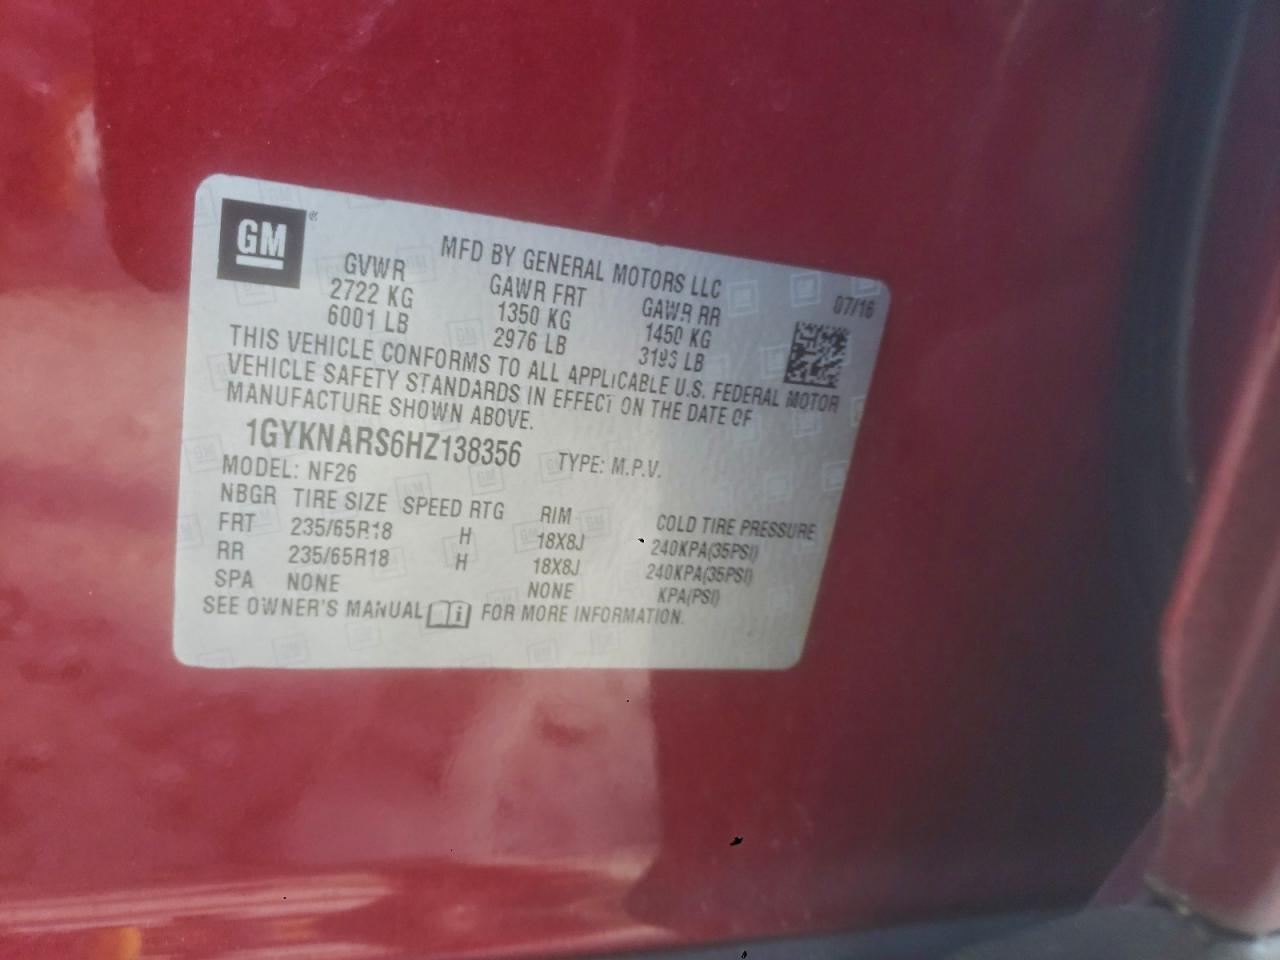 GM®
MFD BY GENERAL MOTORS LLC
07/16
GVWR GAWR FRT GAWR RR
2722 KG 1350 KG 1450 KG
6001 LB 2976 LB 3196 LB
THIS VEHICLE CONFORMS TO ALL APPLICABLE U.S. FEDERAL MOTOR
VEHICLE SAFETY STANDARDS IN EFFECT ON THE DATE OF
MANUFACTURE SHOWN ABOVE.
1GYKNARS6HZ138356 TYPE: M.P.V.
MODEL: NF26
NBGR TIRE SIZE SPEED RTG RIM COLD TIRE PRESSURE
FRT 235/65R18 H 18X8J 240KPA(35PSI)
RR 235/65R18 H 18X8J 240KPA(35PSI)
SPA NONE NONE KPA(PSI)
SEE OWNER'S MANUAL FOR MORE INFORMATION.